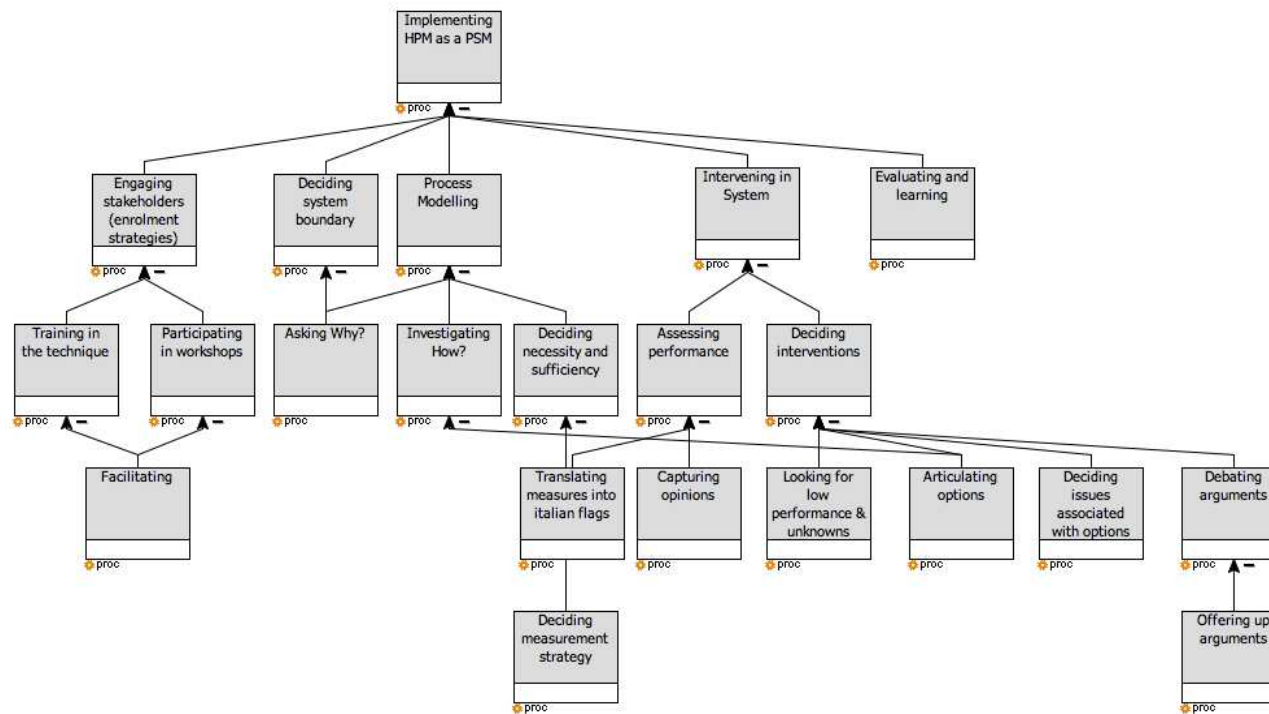 Implementing
HPM as a PSM
proc
Engaging
stakeholders
(enrolment
strategies)
proc
Deciding
system
boundary
proc
Process
Modelling
proc
Intervening in
System
proc
Evaluating and
learning
proc
Training in
the technique
proc
Participating
in workshops
proc
Asking Why?
proc
Investigating
How?
proc
Deciding
necessity and
sufficiency
proc
Assessing
performance
proc
Deciding
interventions
proc
Facilitating
proc
Translating
measures into
italian flags
proc
Capturing
opinions
proc
Looking for
low
performance &
unknowns
proc
Articulating
options
proc
Deciding
issues
associated
with options
proc
Debating
arguments
proc
Deciding
measurement
strategy
proc
Offering up
arguments
proc